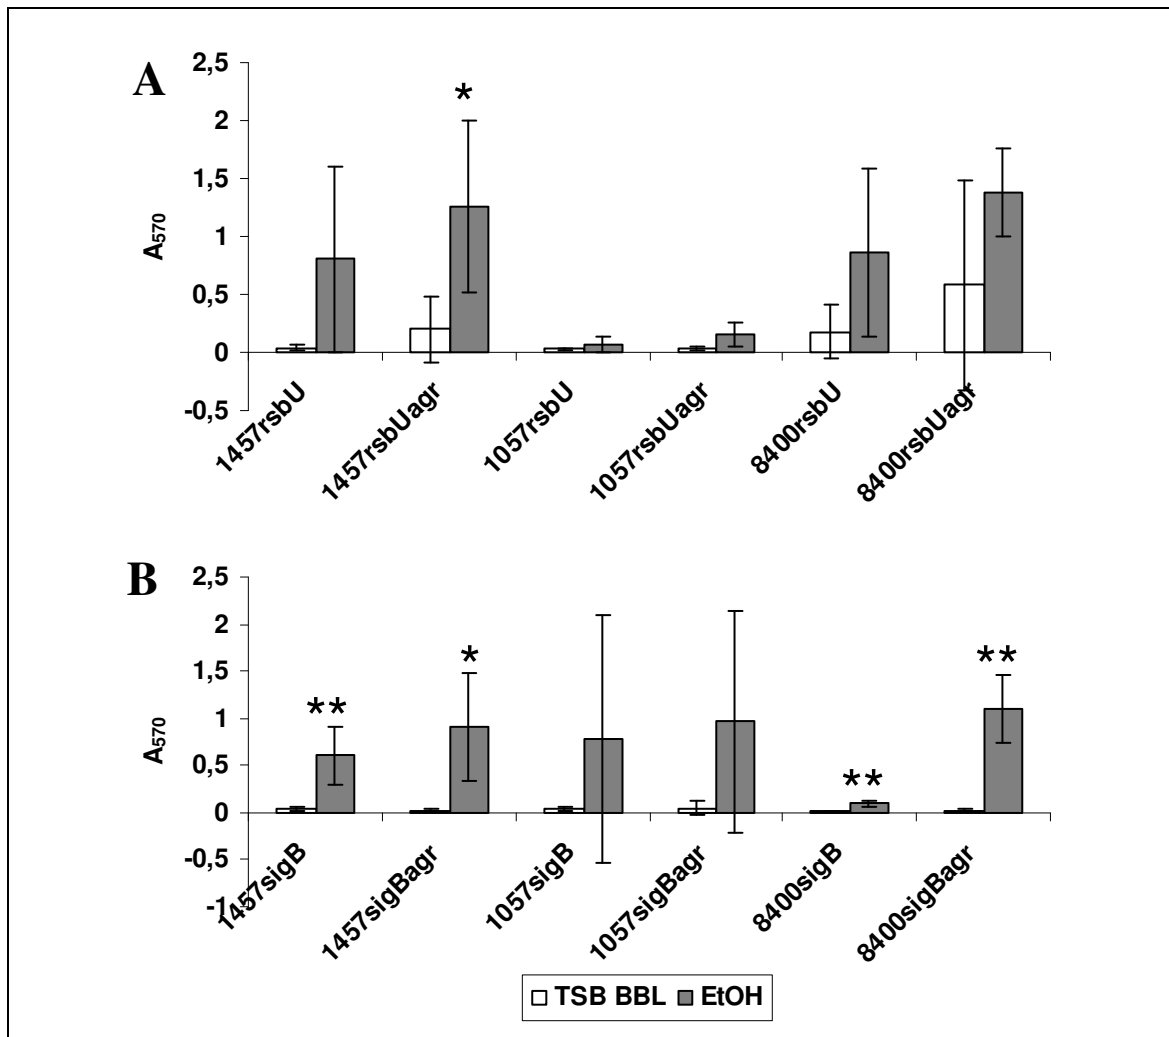 A
2,5
2
1,5
1
0,5
0
-0,5
A570
*
1457rsbU
1457rsbUagr
1057rsbU
1057rsbUagr
8400rsbU
8400rsbUagr
B
2,5
2
1,5
1
0,5
0
-0,5
-1
A570
**
*
**
**
1457sigB
1457sigBagr
1057sigB
1057sigBagr
8400sigB
8400sigBagr
TSB BBL EtOH